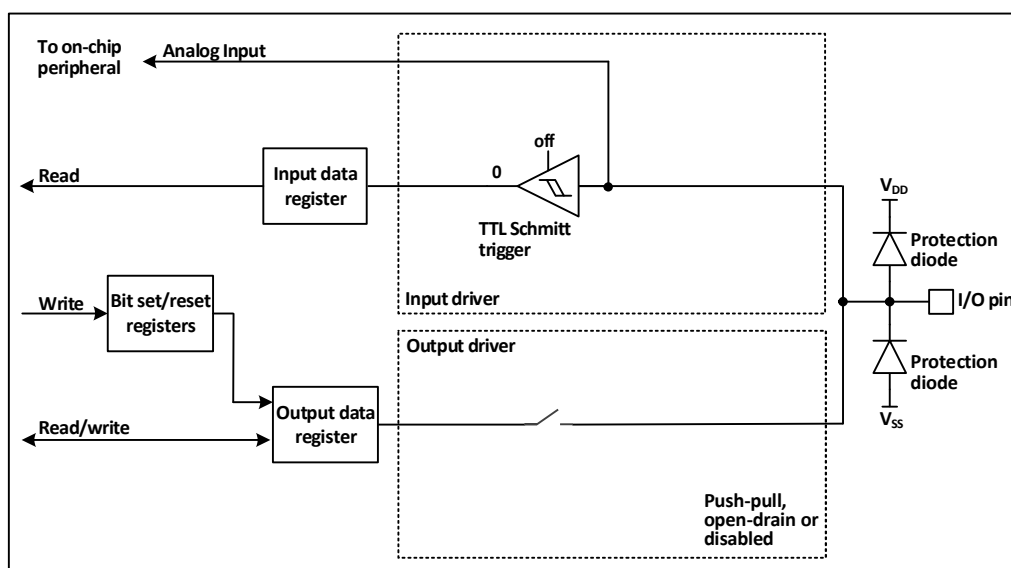 To on-chip
peripheral
Analog Input
off
0
Read
Input data
register
TTL Schmitt
trigger
V_DD
Protection
diode
Write
Bit set/reset
registers
Input driver
I/O pin
Output driver
Protection
diode
Read/write
Output data
register
V_SS
Push-pull,
open-drain or
disabled